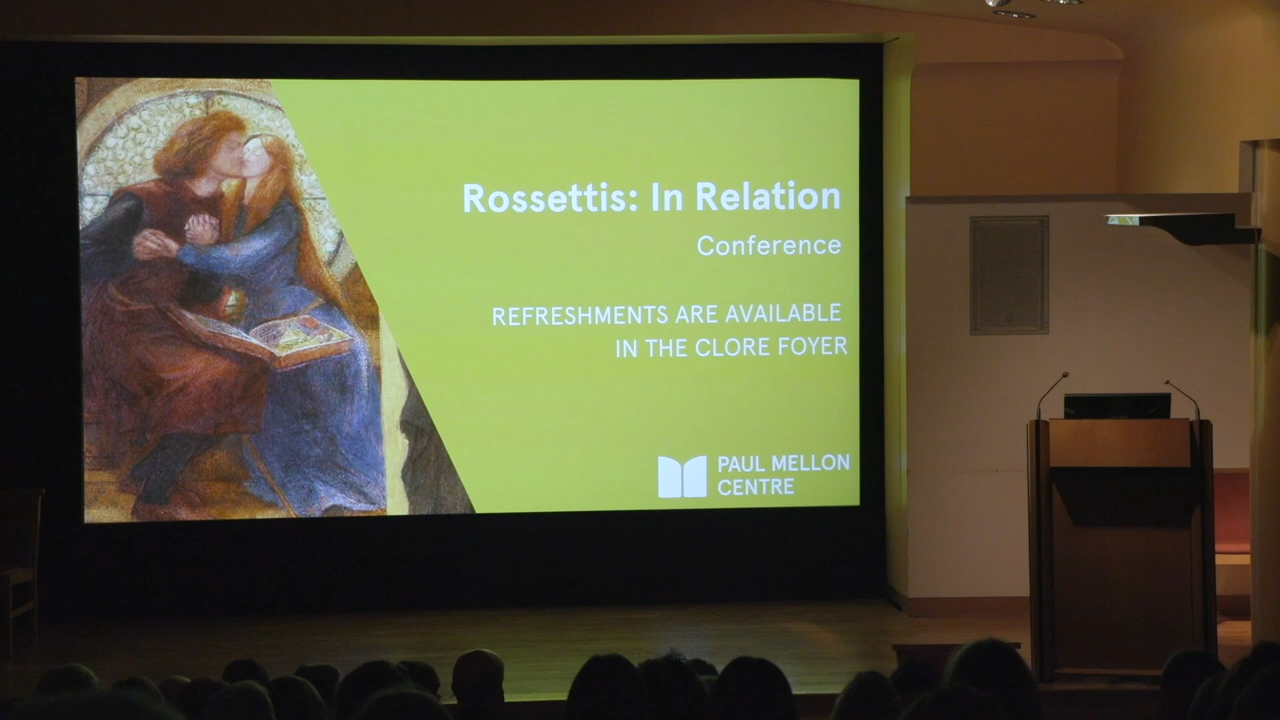 Rossettis: In Relation
Conference
REFRESHMENTS ARE AVAILABLE
IN THE CLORE FOYER
PAUL MELLON
CENTRE